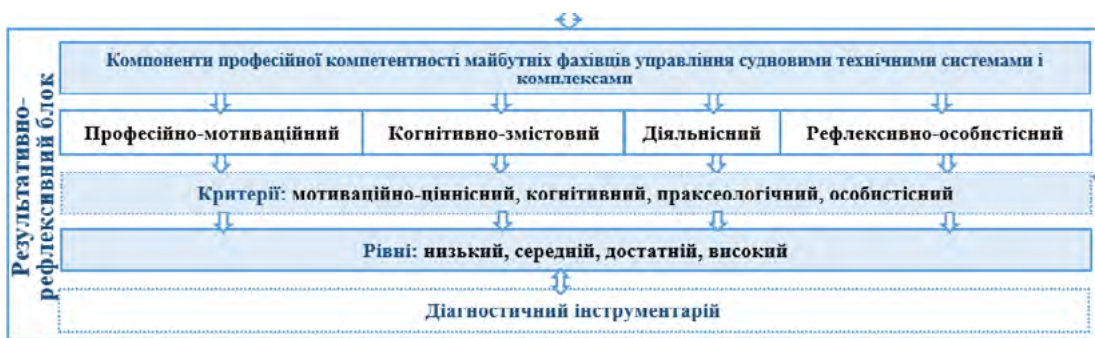 Результативно-
рефлексивний блок
Компоненти професійної компетентності майбутніх фахівців управління судновими технічними системами і
комплексами
Професійно-мотиваційний
Когнітивно-змістовий
Діяльнісний
Рефлексивно-особистісний
Критерії: мотиваційно-ціннісний, когнітивний, праксеологічний, особистісний
Рівні: низький, середній, достатній, високий
Діагностичний інструментарій